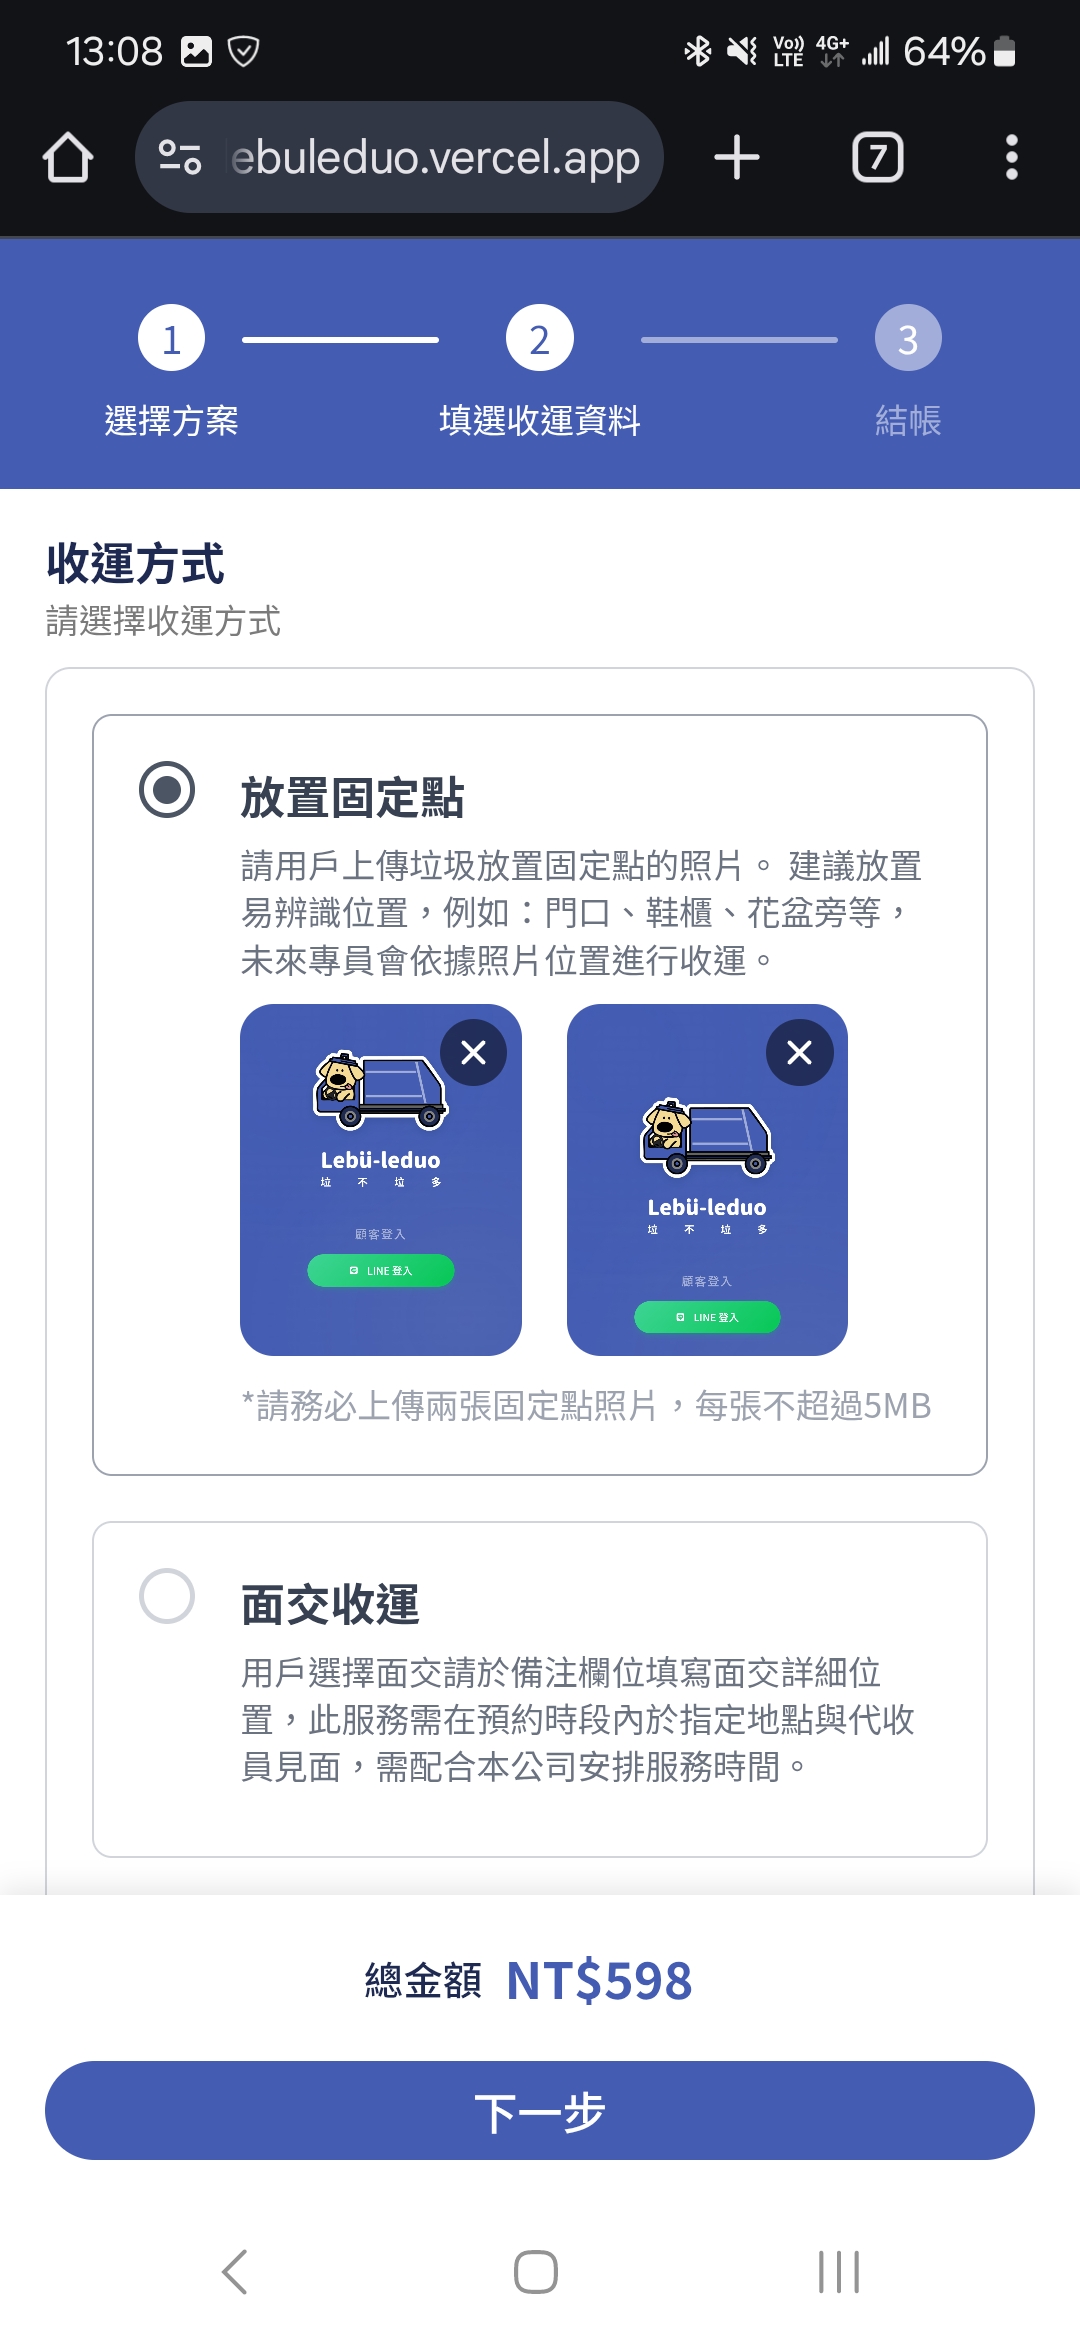 13:08
Vo)) LTE 4G+ 64%
ebuleduo.vercel.app
7
1 2 3
選擇方案 填選收運資料 結帳
收運方式
請選擇收運方式
放置固定點
請用戶上傳垃圾放置固定點的照片。 建議放置
易辨識位置，例如：門口、鞋櫃、花盆旁等，
未來專員會依據照片位置進行收運。
Lebü-leduo
垃 不 垃 多
顧客登入
LINE 登入
Lebü-leduo
垃 不 垃 多
顧客登入
LINE 登入
*請務必上傳兩張固定點照片，每張不超過5MB
面交收運
用戶選擇面交請於備注欄位填寫面交詳細位
置，此服務需在預約時段內於指定地點與代收
員見面，需配合本公司安排服務時間。
總金額 NT$598
下一步